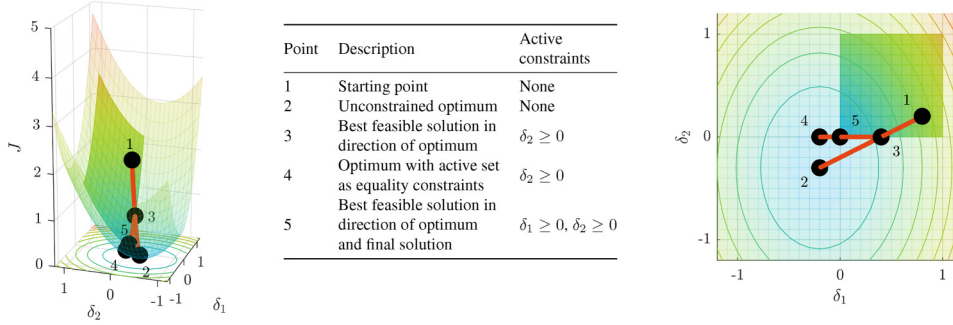 5
4
3
2
1
0
J
1
3
5
4
2
1
0
-1
δ2
-1
0
1
δ1
Point Description Active constraints
1 Starting point None
2 Unconstrained optimum None
3 Best feasible solution in direction of optimum δ2 ≥ 0
4 Optimum with active set as equality constraints δ2 ≥ 0
5 Best feasible solution in direction of optimum and final solution δ1 ≥ 0, δ2 ≥ 0
1
0
-1
δ2
1
4
5
3
2
-1
0
1
δ1